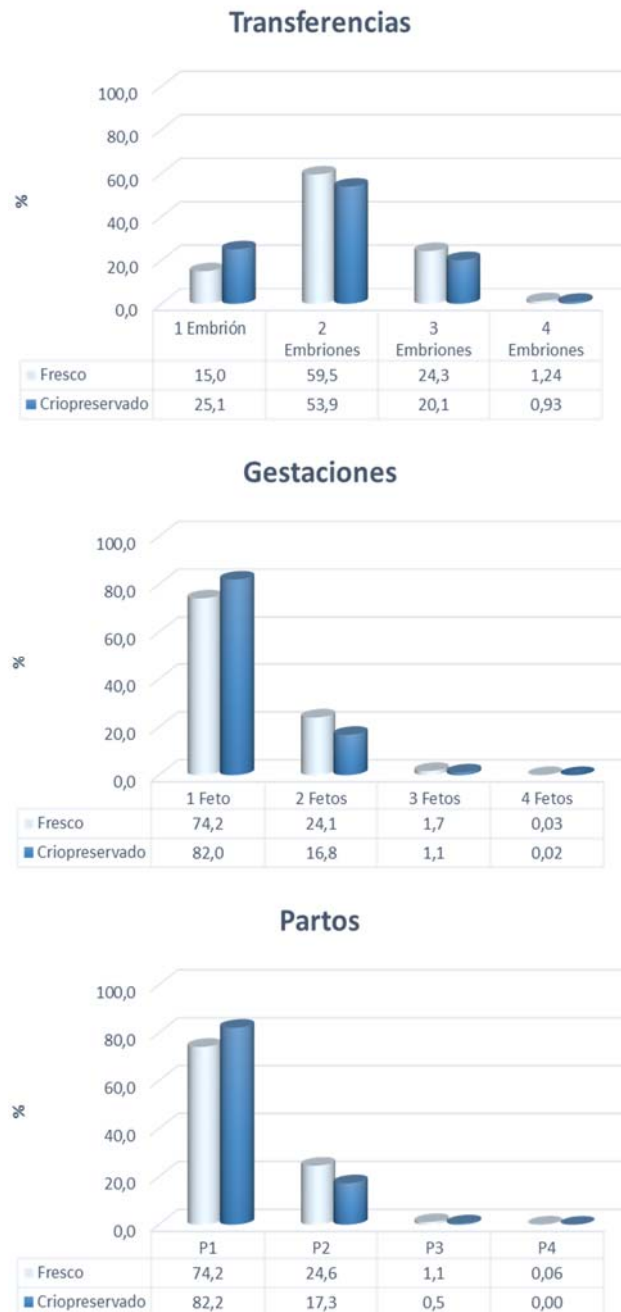 Transferencias
100,0
80,0
60,0
40,0
20,0
0,0
%
1 Embrión 2 Embriones 3 Embriones 4 Embriones
Fresco 15,0 59,5 24,3 1,24
Criopreservado 25,1 53,9 20,1 0,93
Gestaciones
100,0
80,0
60,0
40,0
20,0
0,0
%
1 Feto 2 Fetos 3 Fetos 4 Fetos
Fresco 74,2 24,1 1,7 0,03
Criopreservado 82,0 16,8 1,1 0,02
Partos
100,0
80,0
60,0
40,0
20,0
0,0
%
P1 P2 P3 P4
Fresco 74,2 24,6 1,1 0,06
Criopreservado 82,2 17,3 0,5 0,00